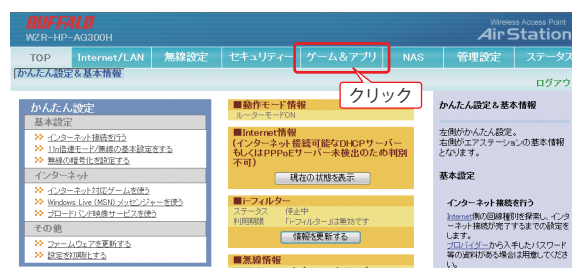 BUFFALO
WZR-HP-AG300H
Wireless Access Point
AirStation
TOP Internet/LAN 無線設定 セキュリティー ゲーム&アプリ NAS 管理設定 ステータス
[かんたん設定&基本情報
ログアウ
クリック
かんたん設定
基本設定
インターネット接続を行う
11n倍速モード/無線の基本設定をする
無線の暗号化を設定する
インターネット
インターネット対応ゲームを使う
Windows Live (MSN) メッセンジャーを使う
ブロードバンド映像サービスを使う
その他
ファームウェアを更新する
設定を初期化する
■動作モード情報
ルーターモードON
■Internet情報
(インターネット接続可能なDHCPサーバー
もしくはPPPoEサーバー未検出のため判別
不可)
現在の状態を表示
■i-フィルター
ステータス 停止中
利用期限 「i-フィルター」は無効です
情報を更新する
■無線情報
かんたん設定&基本情報
左側がかんたん設定。
右側がエアステーションの基本情報
となります。
基本設定
インターネット接続を行う
Internet側の回線種別を探索し、インタ
ーネット接続が完了するまでの設定を
します。
プロバイダーから入手したパスワード
等の資料がある場合は用意してくださ
い。